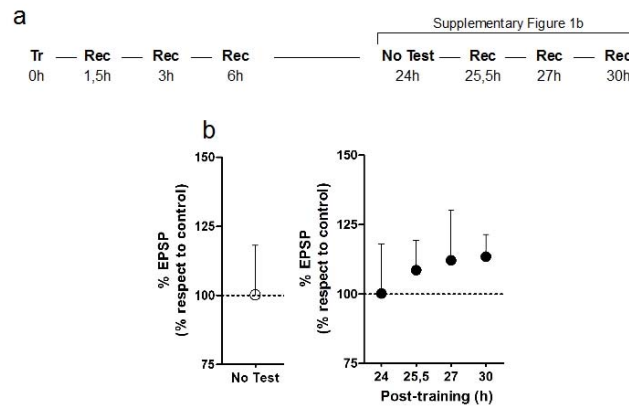 a
Supplementary Figure 1b
Tr Rec Rec Rec No Test Rec Rec Rec
0h 1,5h 3h 6h 24h 25,5h 27h 30h
b
% EPSP
(% respect to control)
150
125
100
75
No Test
% EPSP
(% respect to control)
150
125
100
75
24 25,5 27 30
Post-training (h)